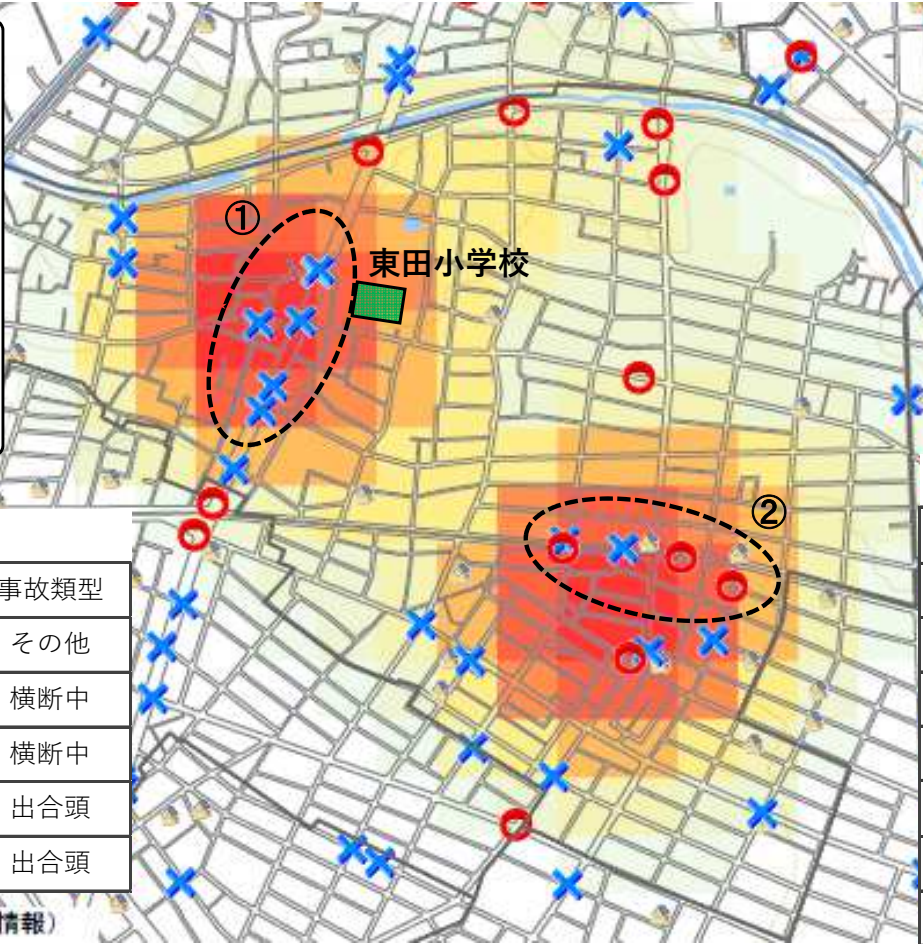 ①
東田小学校
②
事故類型
その他
横断中
横断中
出合頭
出合頭
情報）